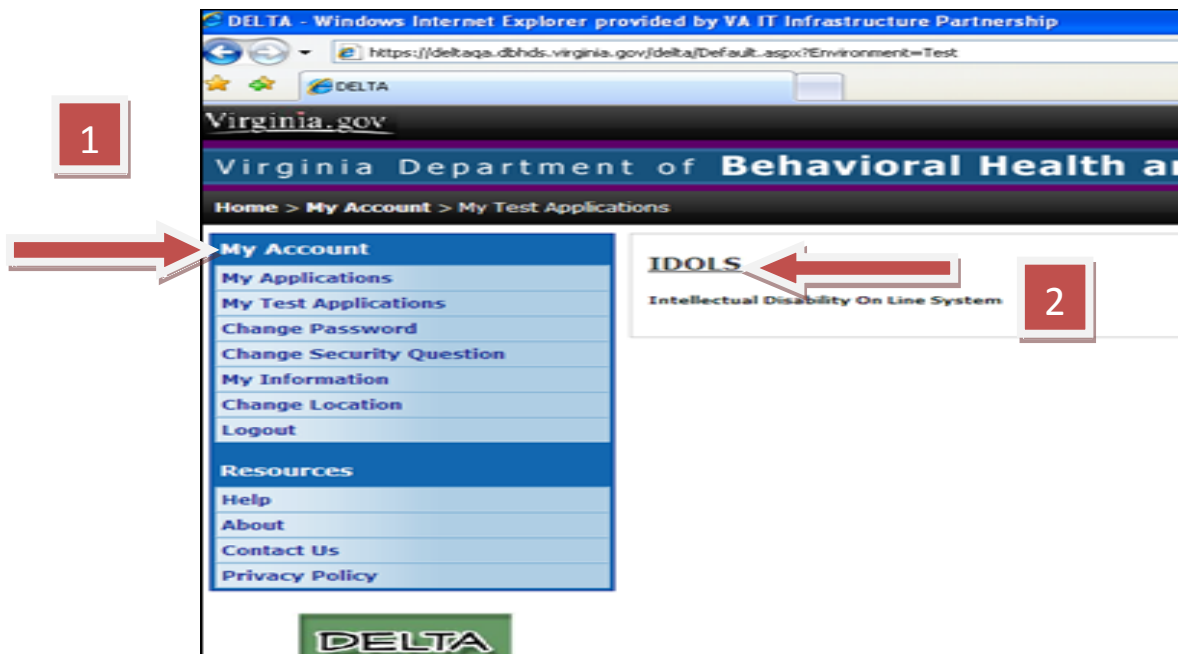 DELTA - Windows Internet Explorer provided by VA IT Infrastructure Partnership
https://deltaqa.dbhds.virginia.gov/delta/Default.aspx?Environment=Test
DELTA
Virginia.gov
1
Virginia Department of Behavioral Health a
Home > My Account > My Test Applications
My Account
My Applications
My Test Applications
Change Password
Change Security Question
My Information
Change Location
Logout
Resources
Help
About
Contact Us
Privacy Policy
IDOLS
Intellectual Disability On Line System
2
DELTA